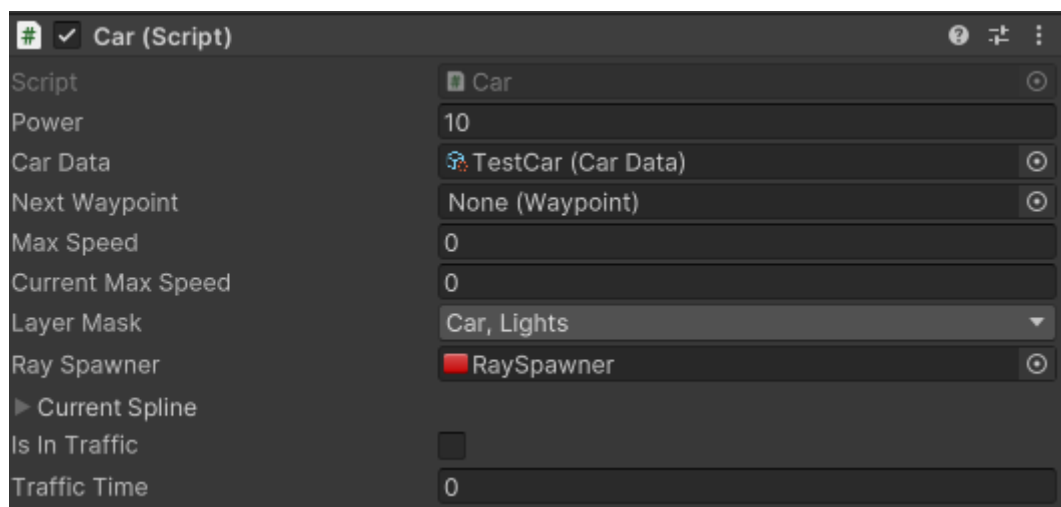 # Car (Script)
Script # Car
Power 10
Car Data TestCar (Car Data)
Next Waypoint None (Waypoint)
Max Speed 0
Current Max Speed 0
Layer Mask Car, Lights
Ray Spawner RaySpawner
Current Spline
Is In Traffic
Traffic Time 0